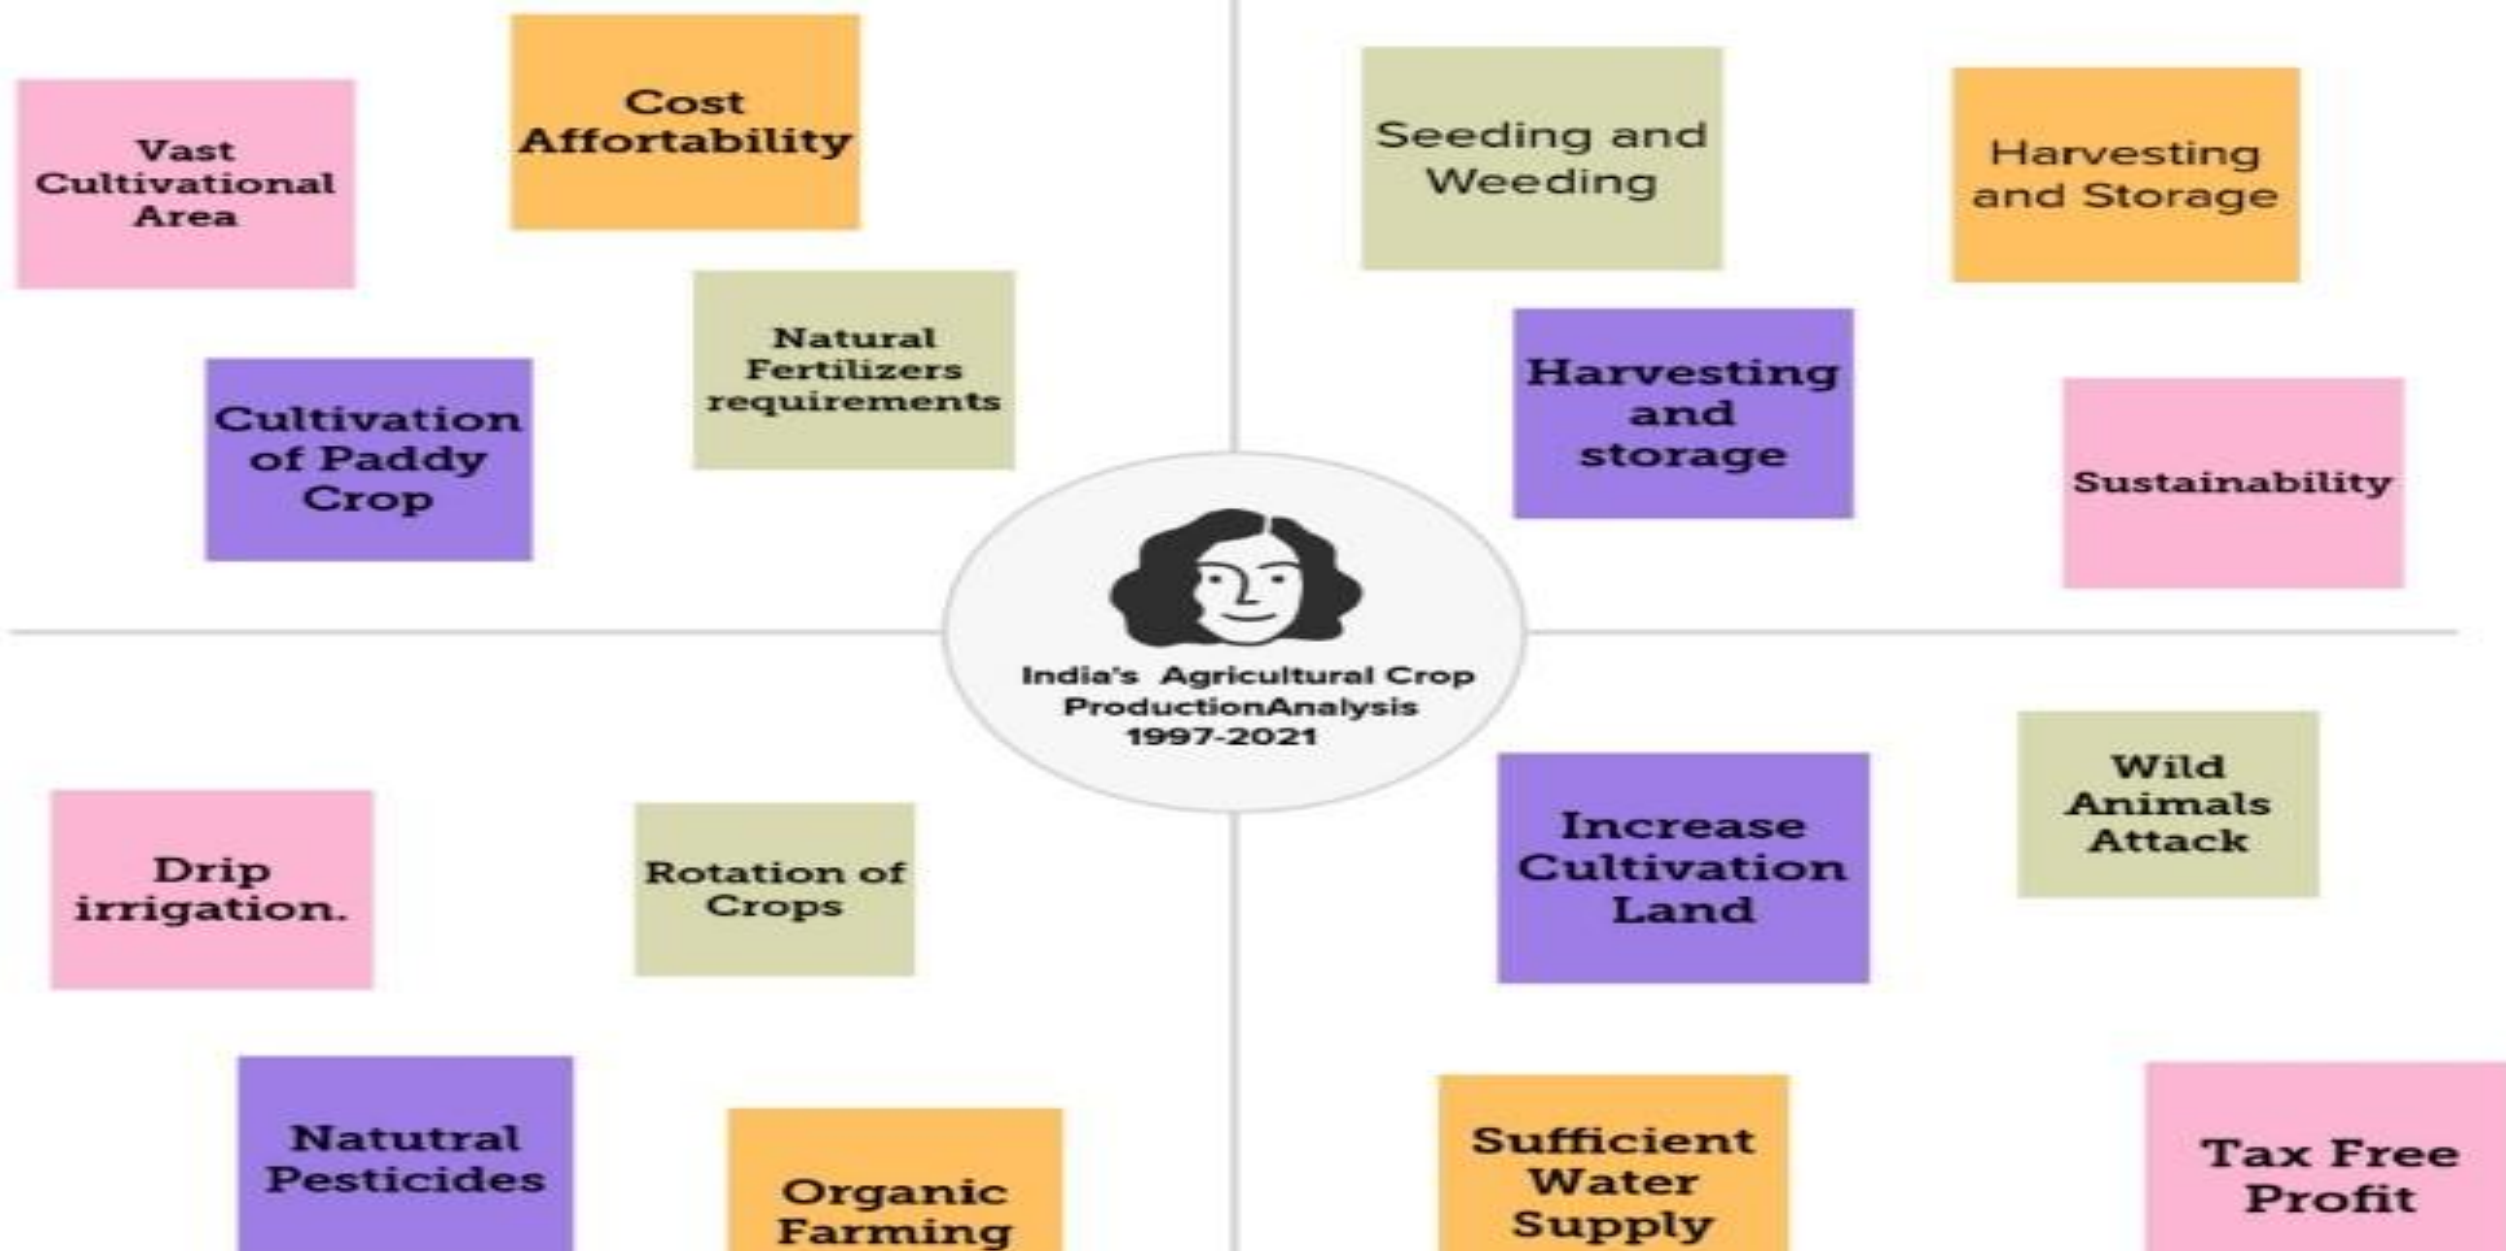 Vast
Cultivational
Area
Cost
Affortability
Cultivation
of Paddy
Crop
Natural
Fertilizers
requirements
Seeding and
Weeding
Harvesting
and Storage
Harvesting
and
storage
Sustainability
India's Agricultural Crop
ProductionAnalysis
1997-2021
Drip
irrigation.
Rotation of
Crops
Natutral
Pesticides
Organic
Farming
Increase
Cultivation
Land
Wild
Animals
Attack
Sufficient
Water
Supply
Tax Free
Profit